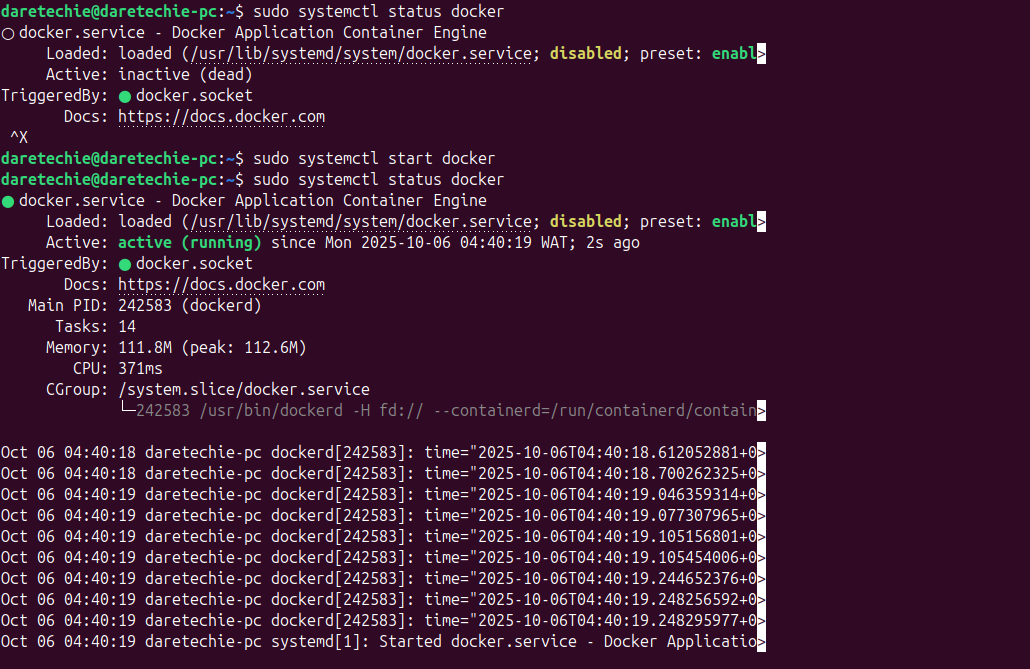 daretechie@daretechie-pc:~$ sudo systemctl status docker
○ docker.service - Docker Application Container Engine
     Loaded: loaded (/usr/lib/systemd/system/docker.service; disabled; preset: enabl>
     Active: inactive (dead)
TriggeredBy: ● docker.socket
       Docs: https://docs.docker.com
 ^X
daretechie@daretechie-pc:~$ sudo systemctl start docker
daretechie@daretechie-pc:~$ sudo systemctl status docker
● docker.service - Docker Application Container Engine
     Loaded: loaded (/usr/lib/systemd/system/docker.service; disabled; preset: enabl>
     Active: active (running) since Mon 2025-10-06 04:40:19 WAT; 2s ago
TriggeredBy: ● docker.socket
       Docs: https://docs.docker.com
   Main PID: 242583 (dockerd)
      Tasks: 14
     Memory: 111.8M (peak: 112.6M)
        CPU: 371ms
     CGroup: /system.slice/docker.service
             └─242583 /usr/bin/dockerd -H fd:// --containerd=/run/containerd/contain>
Oct 06 04:40:18 daretechie-pc dockerd[242583]: time="2025-10-06T04:40:18.612052881+0>
Oct 06 04:40:18 daretechie-pc dockerd[242583]: time="2025-10-06T04:40:18.700262325+0>
Oct 06 04:40:19 daretechie-pc dockerd[242583]: time="2025-10-06T04:40:19.046359314+0>
Oct 06 04:40:19 daretechie-pc dockerd[242583]: time="2025-10-06T04:40:19.077307965+0>
Oct 06 04:40:19 daretechie-pc dockerd[242583]: time="2025-10-06T04:40:19.105156801+0>
Oct 06 04:40:19 daretechie-pc dockerd[242583]: time="2025-10-06T04:40:19.105454006+0>
Oct 06 04:40:19 daretechie-pc dockerd[242583]: time="2025-10-06T04:40:19.244652376+0>
Oct 06 04:40:19 daretechie-pc dockerd[242583]: time="2025-10-06T04:40:19.248256592+0>
Oct 06 04:40:19 daretechie-pc dockerd[242583]: time="2025-10-06T04:40:19.248295977+0>
Oct 06 04:40:19 daretechie-pc systemd[1]: Started docker.service - Docker Applicatio>